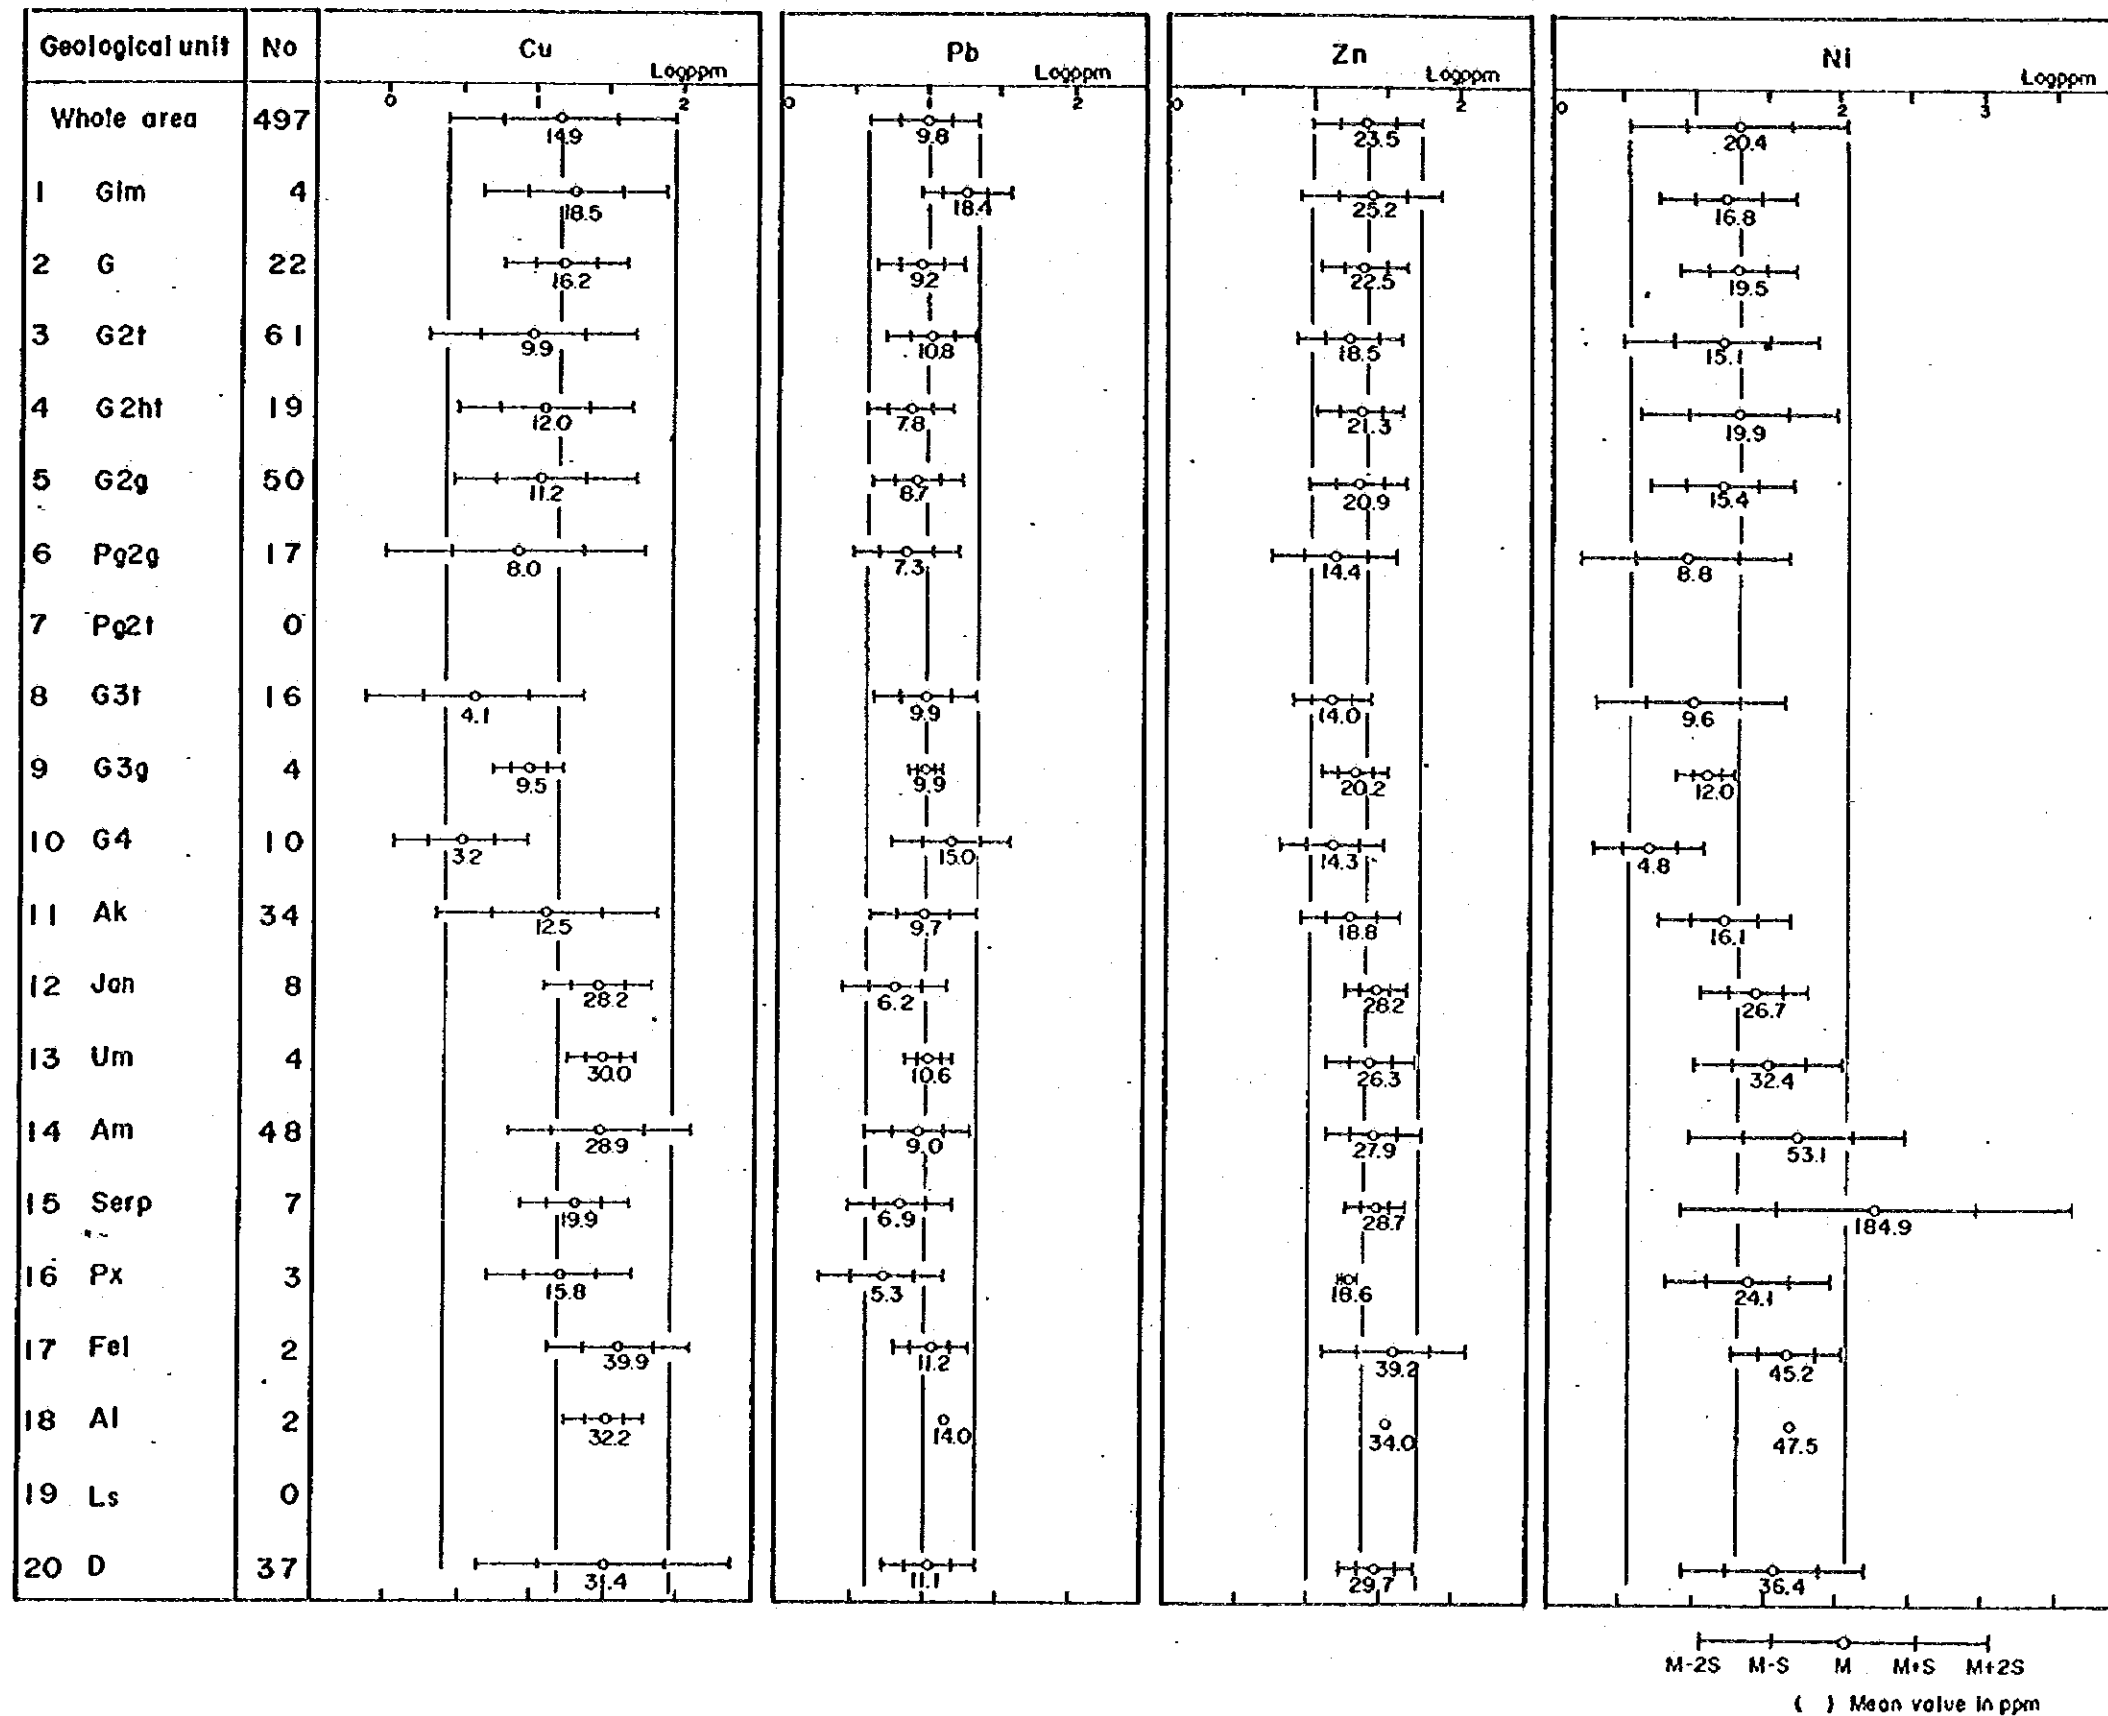 Geological unit No Cu Pb Zn Ni
Logppm Logppm Logppm Logppm
0 2 0 2 0 2 0 2 3
Whole area 497 14.9 9.8 23.5 20.4
1 Gim 4 18.5 18.4 25.2 16.8
2 G 22 16.2 92 22.5 19.5
3 G2t 61 9.9 10.8 18.5 15.1
4 G2ht 19 12.0 7.8 21.3 19.9
5 G2g 50 11.2 8.7 20.9 15.4
6 Pg2g 17 8.0 7.3 14.4 8.8
7 Pg2t 0
8 G3t 16 4.1 9.9 14.0 9.6
9 G3g 4 9.5 9.9 20.2 12.0
10 G4 10 3.2 15.0 14.3 4.8
11 Ak 34 12.5 9.7 18.8 16.1
12 Jan 8 28.2 6.2 28.2 26.7
13 Um 4 30.0 10.6 26.3 32.4
14 Am 48 28.9 9.0 27.9 53.1
15 Serp 7 19.9 6.9 28.7 184.9
16 Px 3 15.8 5.3 18.6 24.1
17 Fel 2 39.9 11.2 39.2 45.2
18 Al 2 32.2 14.0 34.0 47.5
19 Ls 0
20 D 37 31.4 11.1 29.7 36.4
M-2S M-S M M+S M+2S
( ) Mean value in ppm